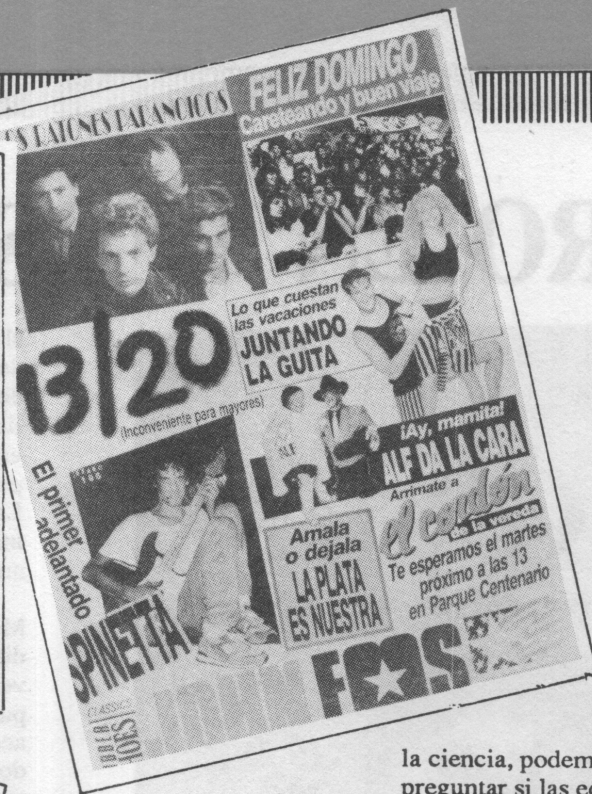 RATONES PARANOICOS
FELIZ DOMINGO
Careteando y buen viaje
Lo que cuestan
las vacaciones
JUNTANDO
LA GUITA
13/20
(Inconveniente para mayores)
¡Ay, mamita!
ALF DA LA CARA
ALF
El primer
adelantado
SPINETTA
Arrimate a
el cordón
de la vereda
Te esperamos el martes
próximo a las 13
en Parque Centenario
Amala
o dejala
LA PLATA
ES NUESTRA
CLASSIC
la ciencia, podem
preguntar si las ed